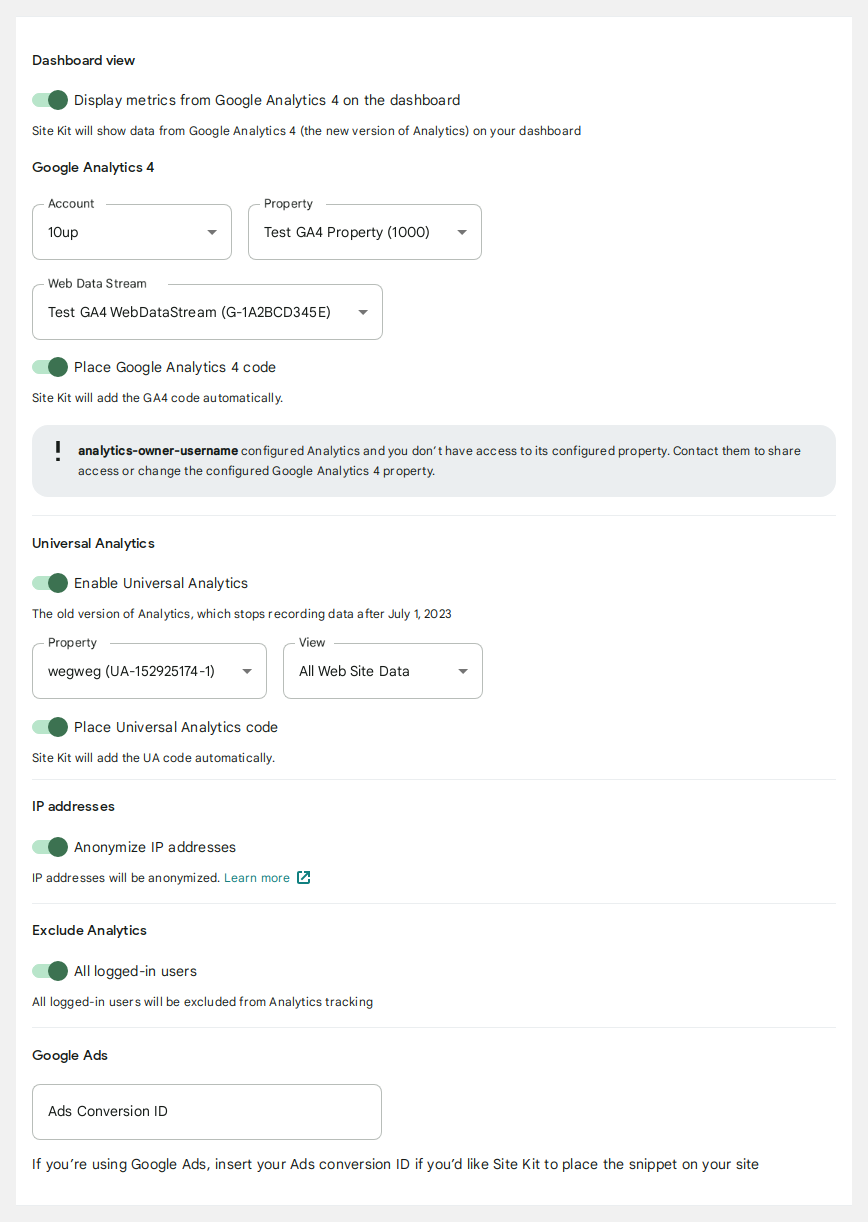 Dashboard view
Display metrics from Google Analytics 4 on the dashboard
Site Kit will show data from Google Analytics 4 (the new version of Analytics) on your dashboard
Google Analytics 4
Account
Property
10up
Test GA4 Property (1000)
Web Data Stream
Test GA4 WebDataStream (G-1A2BCD345E)
Place Google Analytics 4 code
Site Kit will add the GA4 code automatically.
analytics-owner-username configured Analytics and you don’t have access to its configured property. Contact them to share
access or change the configured Google Analytics 4 property.
Universal Analytics
Enable Universal Analytics
The old version of Analytics, which stops recording data after July 1, 2023
Property
View
wegweg (UA-152925174-1)
All Web Site Data
Place Universal Analytics code
Site Kit will add the UA code automatically.
IP addresses
Anonymize IP addresses
IP addresses will be anonymized. Learn more
Exclude Analytics
All logged-in users
All logged-in users will be excluded from Analytics tracking
Google Ads
Ads Conversion ID
If you’re using Google Ads, insert your Ads conversion ID if you’d like Site Kit to place the snippet on your site